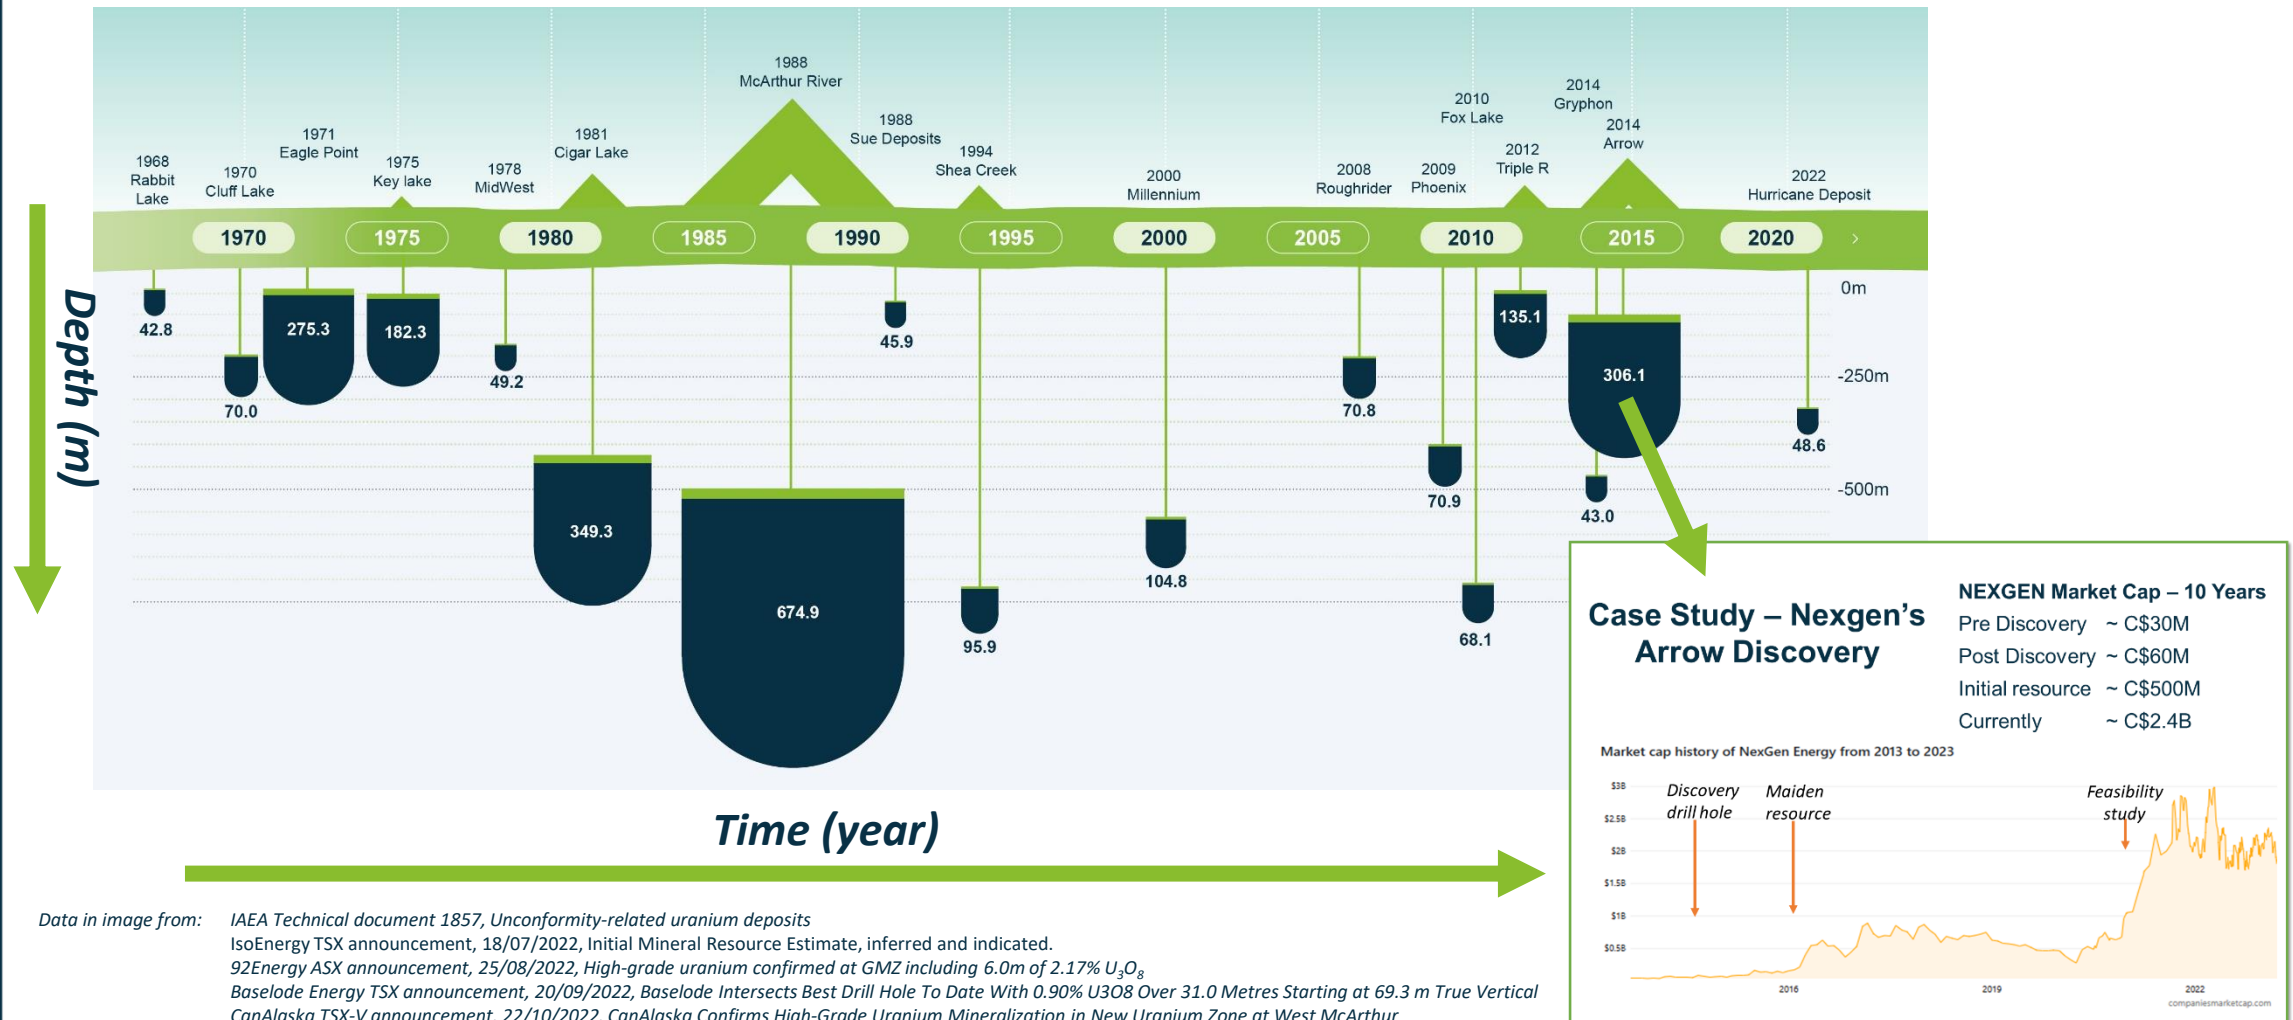 1988
McArthur River
2014
Gryphon
2010
Fox Lake
1988
Sue Deposits
2014
Arrow
1971
Eagle Point
1981
Cigar Lake
1994
Shea Creek
2012
Triple R
1968
Rabbit
Lake
1970
Cluff Lake
1975
Key lake
1978
MidWest
2000
Millennium
2008
Roughrider
2009
Phoenix
2022
Hurricane Deposit
1970
1975
1980
1985
1990
1995
2000
2005
2010
2015
2020
›
Depth (m)
0m
-250m
-500m
42.8
70.0
275.3
182.3
49.2
349.3
674.9
45.9
95.9
104.8
70.8
70.9
68.1
135.1
306.1
43.0
48.6
Time (year)
Case Study – Nexgen's
Arrow Discovery
NEXGEN Market Cap – 10 Years
Pre Discovery ~ C$30M
Post Discovery ~ C$60M
Initial resource ~ C$500M
Currently ~ C$2.4B
Market cap history of NexGen Energy from 2013 to 2023
$3B
$2.5B
$2B
$1.5B
$1B
$0.5B
Discovery
drill hole
Maiden
resource
Feasibility
study
2016
2019
2022
companiesmarketcap.com
Data in image from: IAEA Technical document 1857, Unconformity-related uranium deposits
IsoEnergy TSX announcement, 18/07/2022, Initial Mineral Resource Estimate, inferred and indicated.
92Energy ASX announcement, 25/08/2022, High-grade uranium confirmed at GMZ including 6.0m of 2.17% U₃O₈
Baselode Energy TSX announcement, 20/09/2022, Baselode Intersects Best Drill Hole To Date With 0.90% U3O8 Over 31.0 Metres Starting at 69.3 m True Vertical
CanAlaska TSX-V announcement, 22/10/2022, CanAlaska Confirms High-Grade Uranium Mineralization in New Uranium Zone at West McArthur